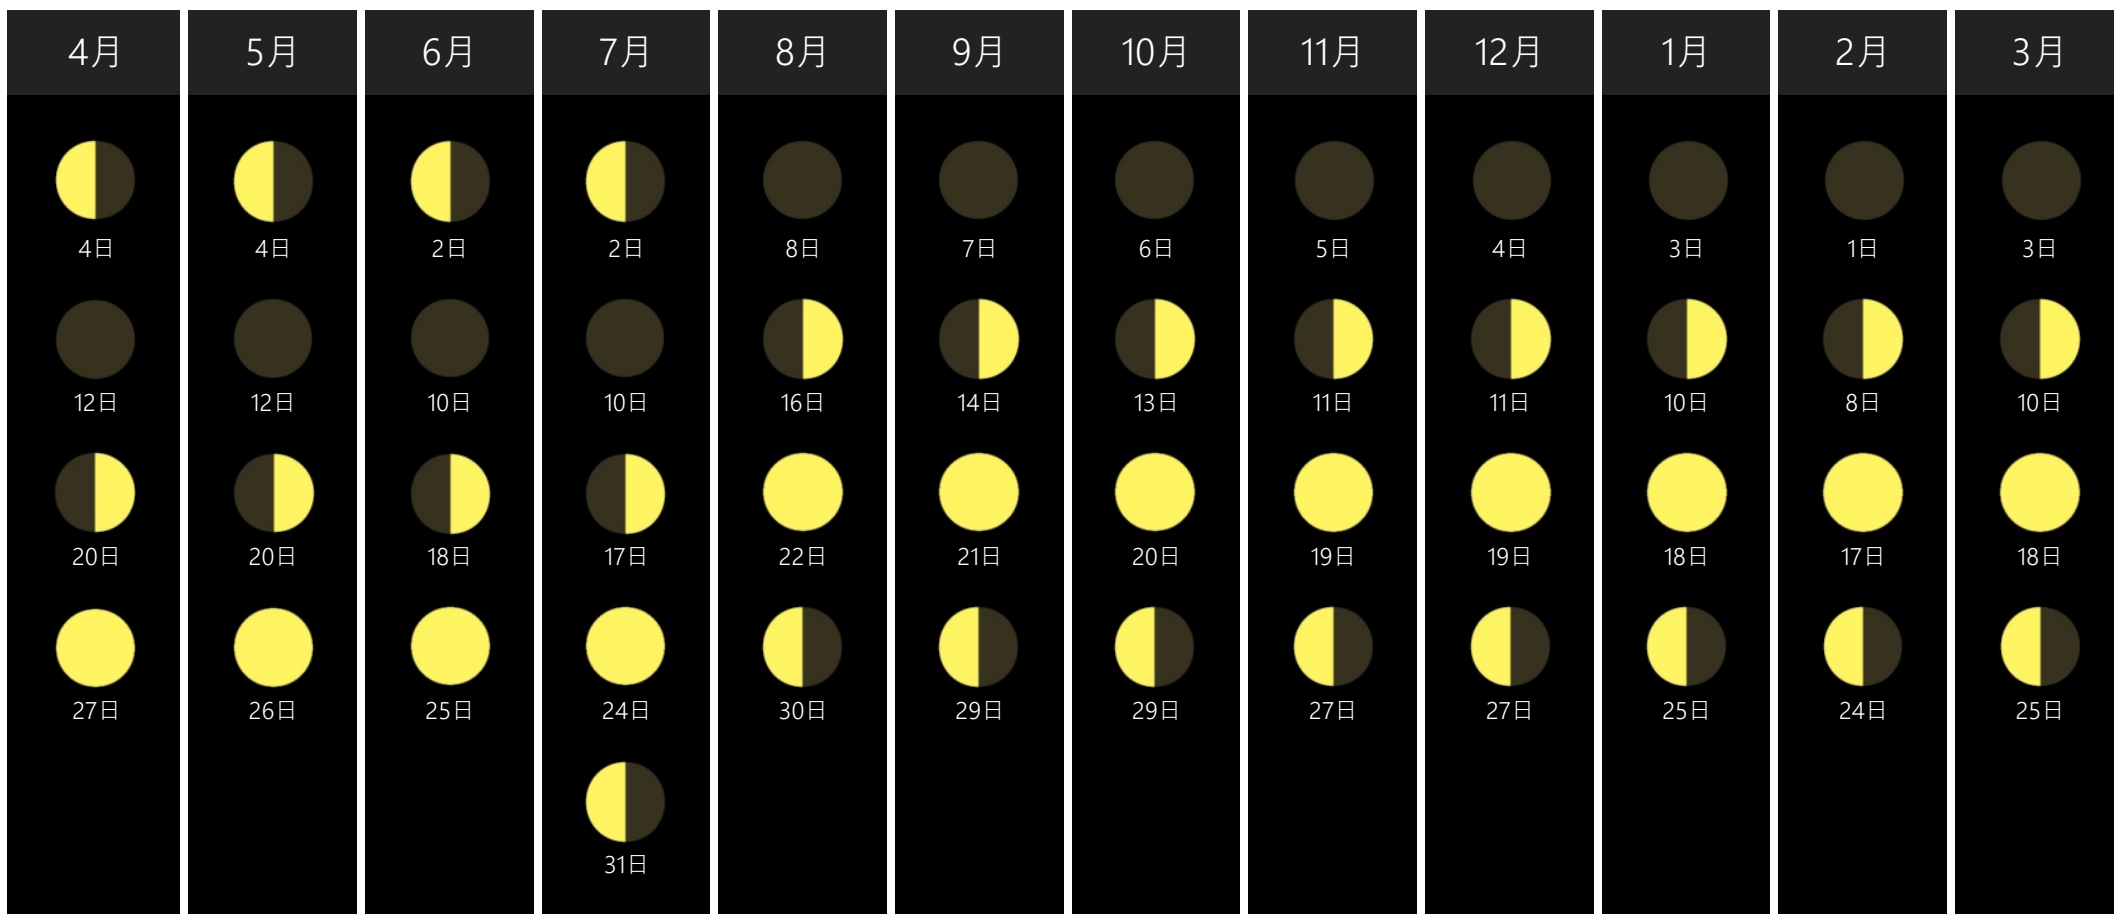 4月 5月 6月 7月 8月 9月 10月 11月 12月 1月 2月 3月
4日 4日 2日 2日 8日 7日 6日 5日 4日 3日 1日 3日
12日 12日 10日 10日 16日 14日 13日 11日 11日 10日 8日 10日
20日 20日 18日 17日 22日 21日 20日 19日 19日 18日 17日 18日
27日 26日 25日 24日 30日 29日 29日 27日 27日 25日 24日 25日
31日